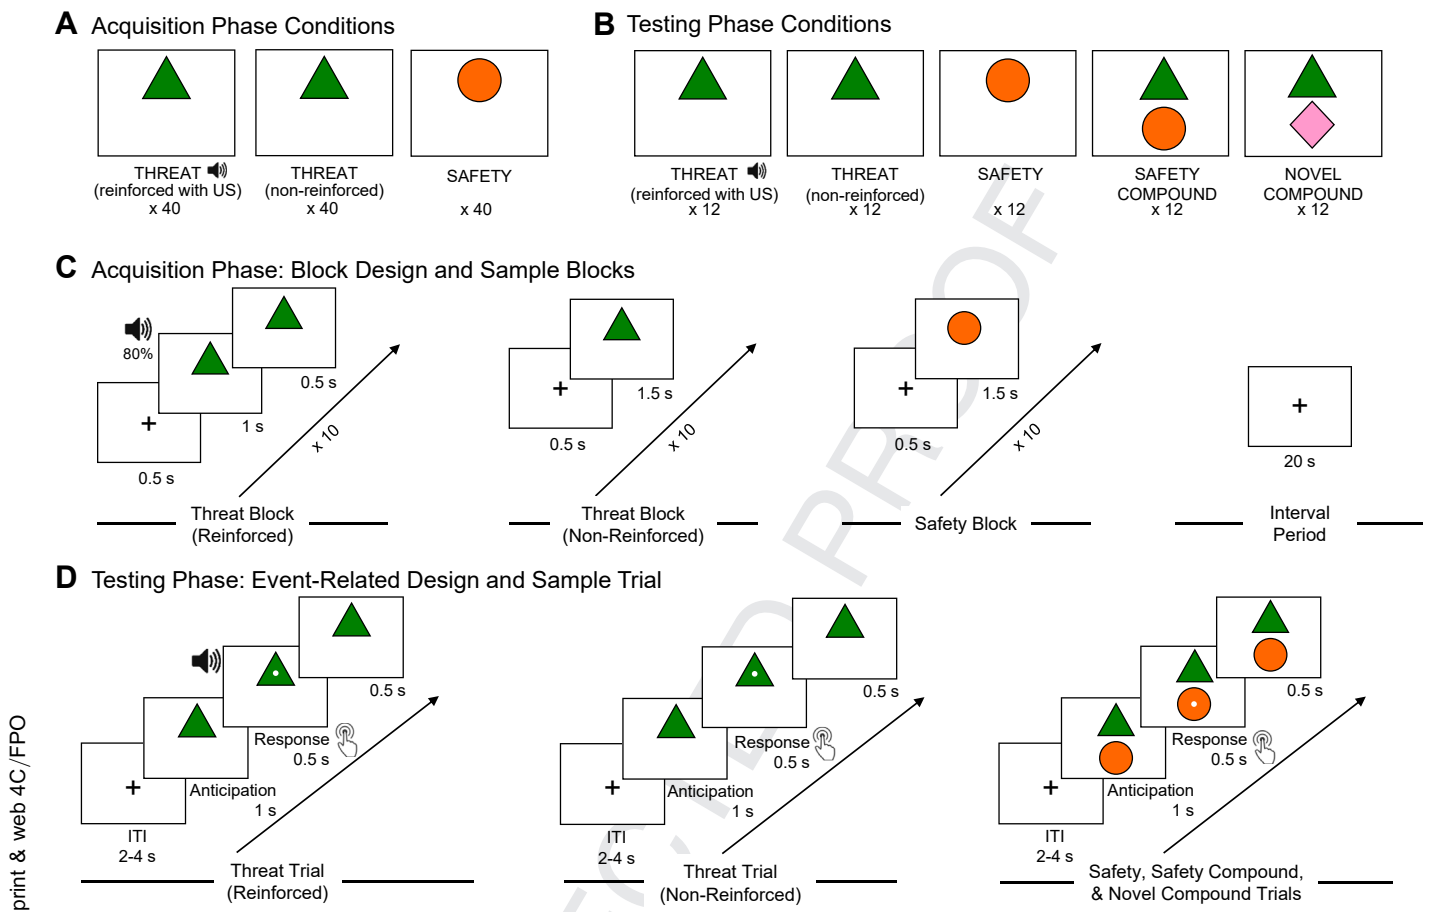 A Acquisition Phase Conditions
THREAT
(reinforced with US)
x 40
THREAT
(non-reinforced)
x 40
SAFETY
x 40
B Testing Phase Conditions
THREAT
(reinforced with US)
x 12
THREAT
(non-reinforced)
x 12
SAFETY
x 12
SAFETY
COMPOUND
x 12
NOVEL
COMPOUND
x 12
C Acquisition Phase: Block Design and Sample Blocks
80%
0.5 s
1 s
0.5 s
x 10
Threat Block
(Reinforced)
1.5 s
0.5 s
x 10
Threat Block
(Non-Reinforced)
1.5 s
0.5 s
x 10
Safety Block
20 s
Interval
Period
D Testing Phase: Event-Related Design and Sample Trial
0.5 s
Response
0.5 s
Anticipation
1 s
ITI
2-4 s
Threat Trial
(Reinforced)
0.5 s
Response
0.5 s
Anticipation
1 s
ITI
2-4 s
Threat Trial
(Non-Reinforced)
0.5 s
Response
0.5 s
Anticipation
1 s
ITI
2-4 s
Safety, Safety Compound,
& Novel Compound Trials
print & web 4C/FPO
PROOF